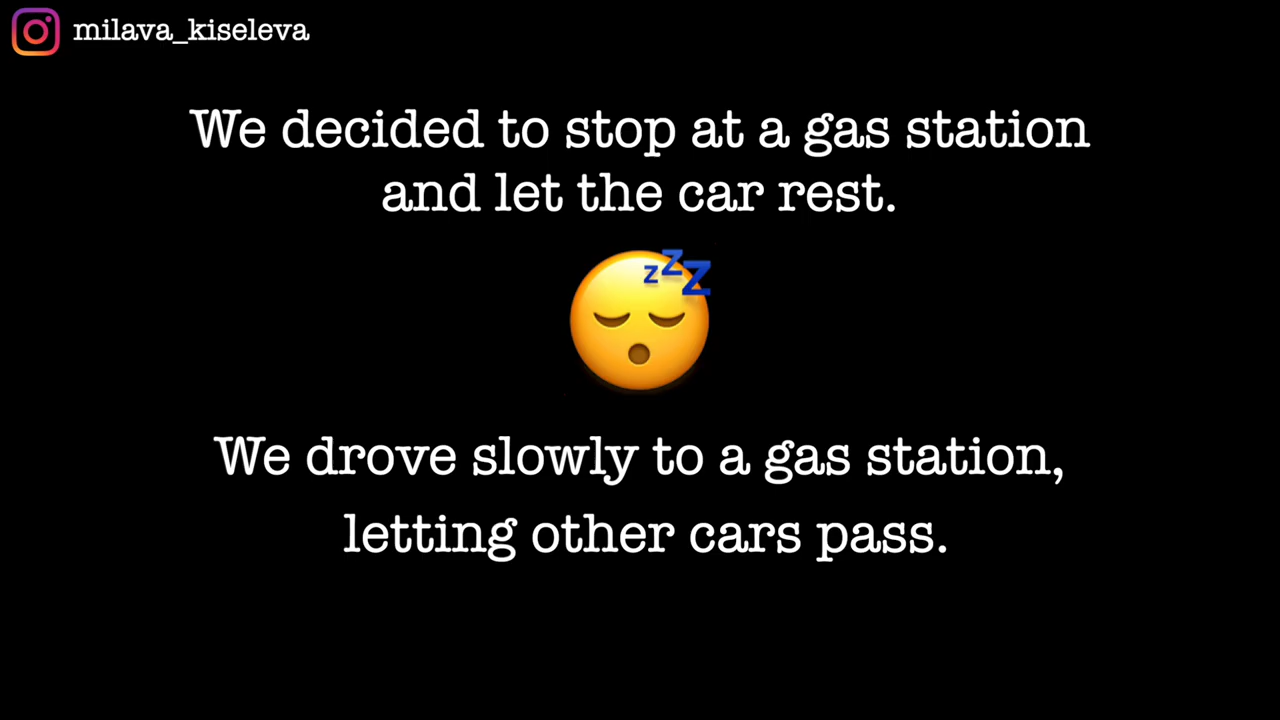 milava_kiseleva
We decided to stop at a gas station
and let the car rest.
z z Z
We drove slowly to a gas station,
letting other cars pass.